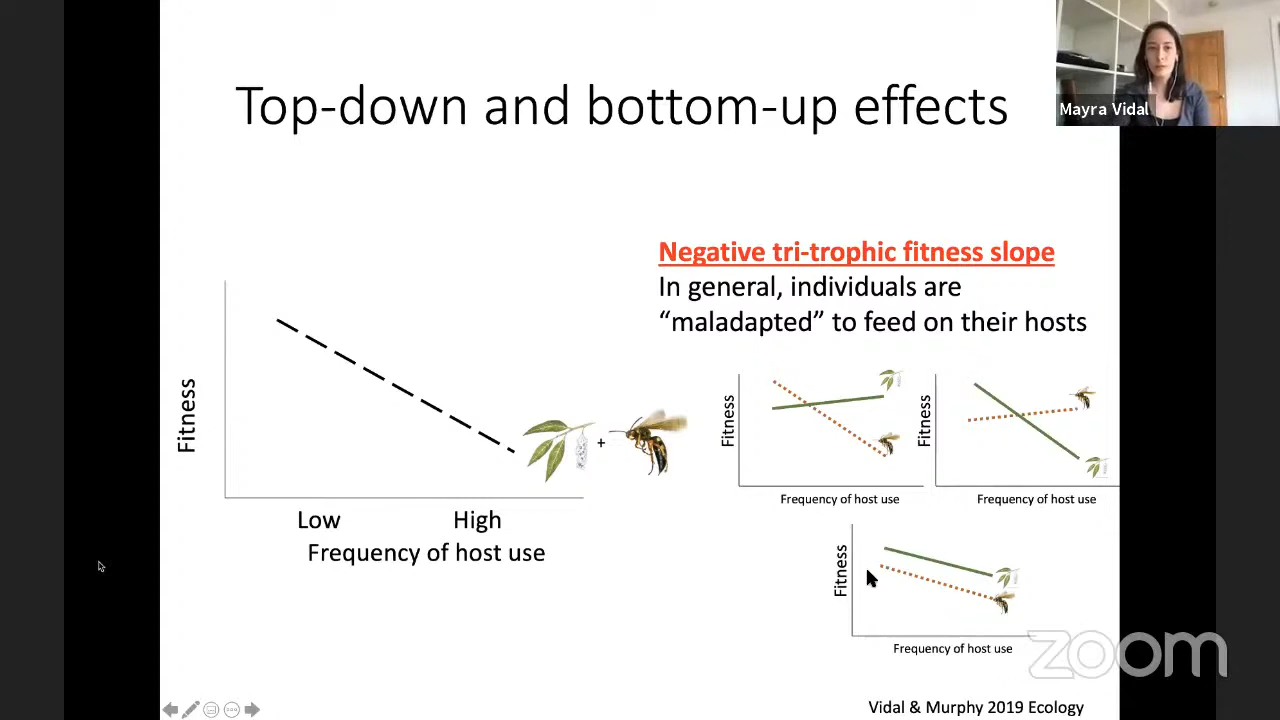 Top-down and bottom-up effects
Mayra Vidal
Negative tri-trophic fitness slope
In general, individuals are
“maladapted” to feed on their hosts
Fitness
+
Low High
Frequency of host use
Fitness
Frequency of host use
Fitness
Frequency of host use
Fitness
Frequency of host use
zoom
Vidal & Murphy 2019 Ecology